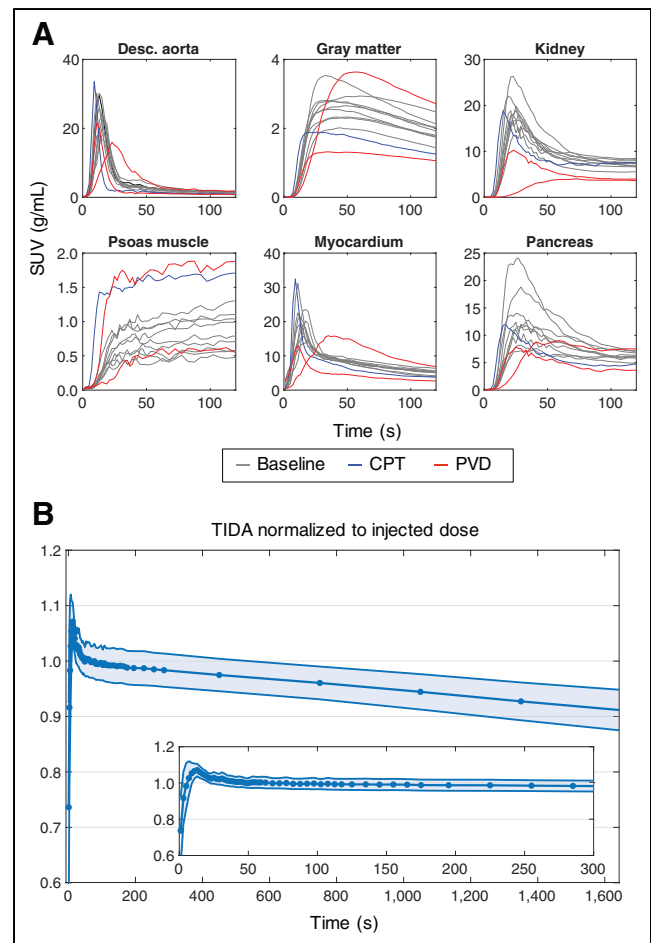 A
Desc. aorta Gray matter Kidney
40 4 30
20 2 20
10
0 0 0
0 50 100 0 50 100 0 50 100
SUV (g/mL)
Psoas muscle Myocardium Pancreas
2.0 40 25
1.5 30 20
15
1.0 20
10
0.5 10 5
0.0 0 0
0 50 100 0 50 100 0 50 100
Time (s)
Baseline CPT PVD
B
TIDA normalized to injected dose
1.2
1.1
1.0
0.9
0.8
0.7
0.6
1.2
1.0
0.8
0.6
0 50 100 150 200 250 300
0 200 400 600 800 1,000 1,200 1,400 1,600
Time (s)